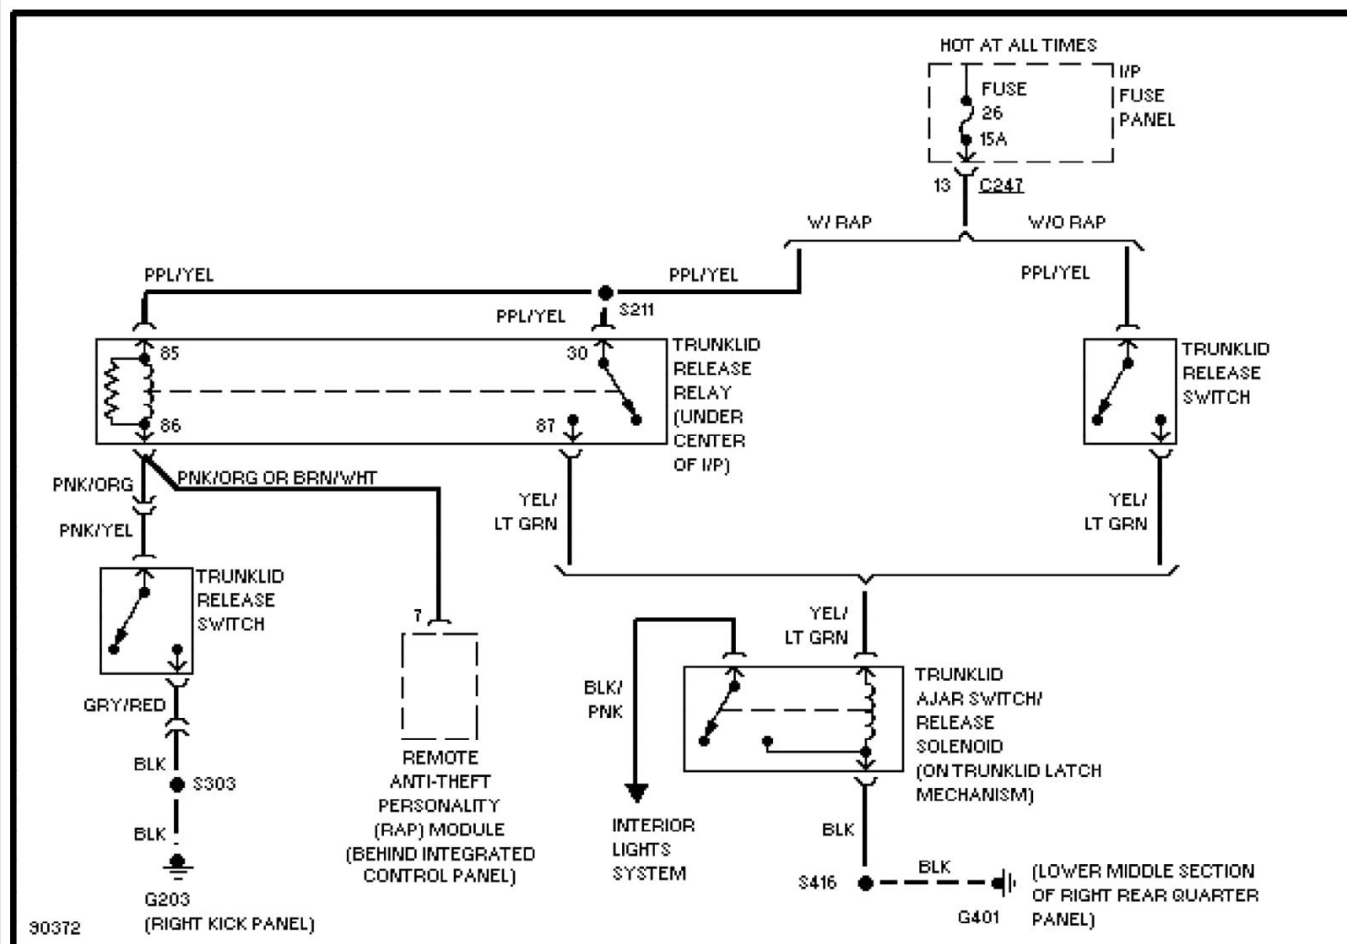 HOT AT ALL TIMES
FUSE
26
15A
I/P
FUSE
PANEL
13
C247
W/ RAP
W/O RAP
PPL/YEL
PPL/YEL
PPL/YEL
PPL/YEL
S211
85
30
86
87
TRUNKLID
RELEASE
RELAY
(UNDER
CENTER
OF I/P)
TRUNKLID
RELEASE
SWITCH
PNK/ORG
PNK/ORG OR BRN/WHT
PNK/YEL
YEL/
LT GRN
YEL/
LT GRN
TRUNKLID
RELEASE
SWITCH
7
YEL/
LT GRN
BLK/
PNK
GRY/RED
BLK
S303
BLK
G203
(RIGHT KICK PANEL)
REMOTE
ANTI-THEFT
PERSONALITY
(RAP) MODULE
(BEHIND INTEGRATED
CONTROL PANEL)
INTERIOR
LIGHTS
SYSTEM
TRUNKLID
AJAR SWITCH/
RELEASE
SOLENOID
(ON TRUNKLID LATCH
MECHANISM)
BLK
S416
BLK
G401
(LOWER MIDDLE SECTION
OF RIGHT REAR QUARTER
PANEL)
90372